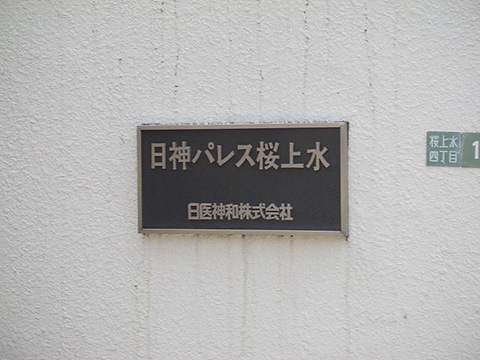 日神パレス桜上水
日医神和株式会社
桜上水
四丁目
1